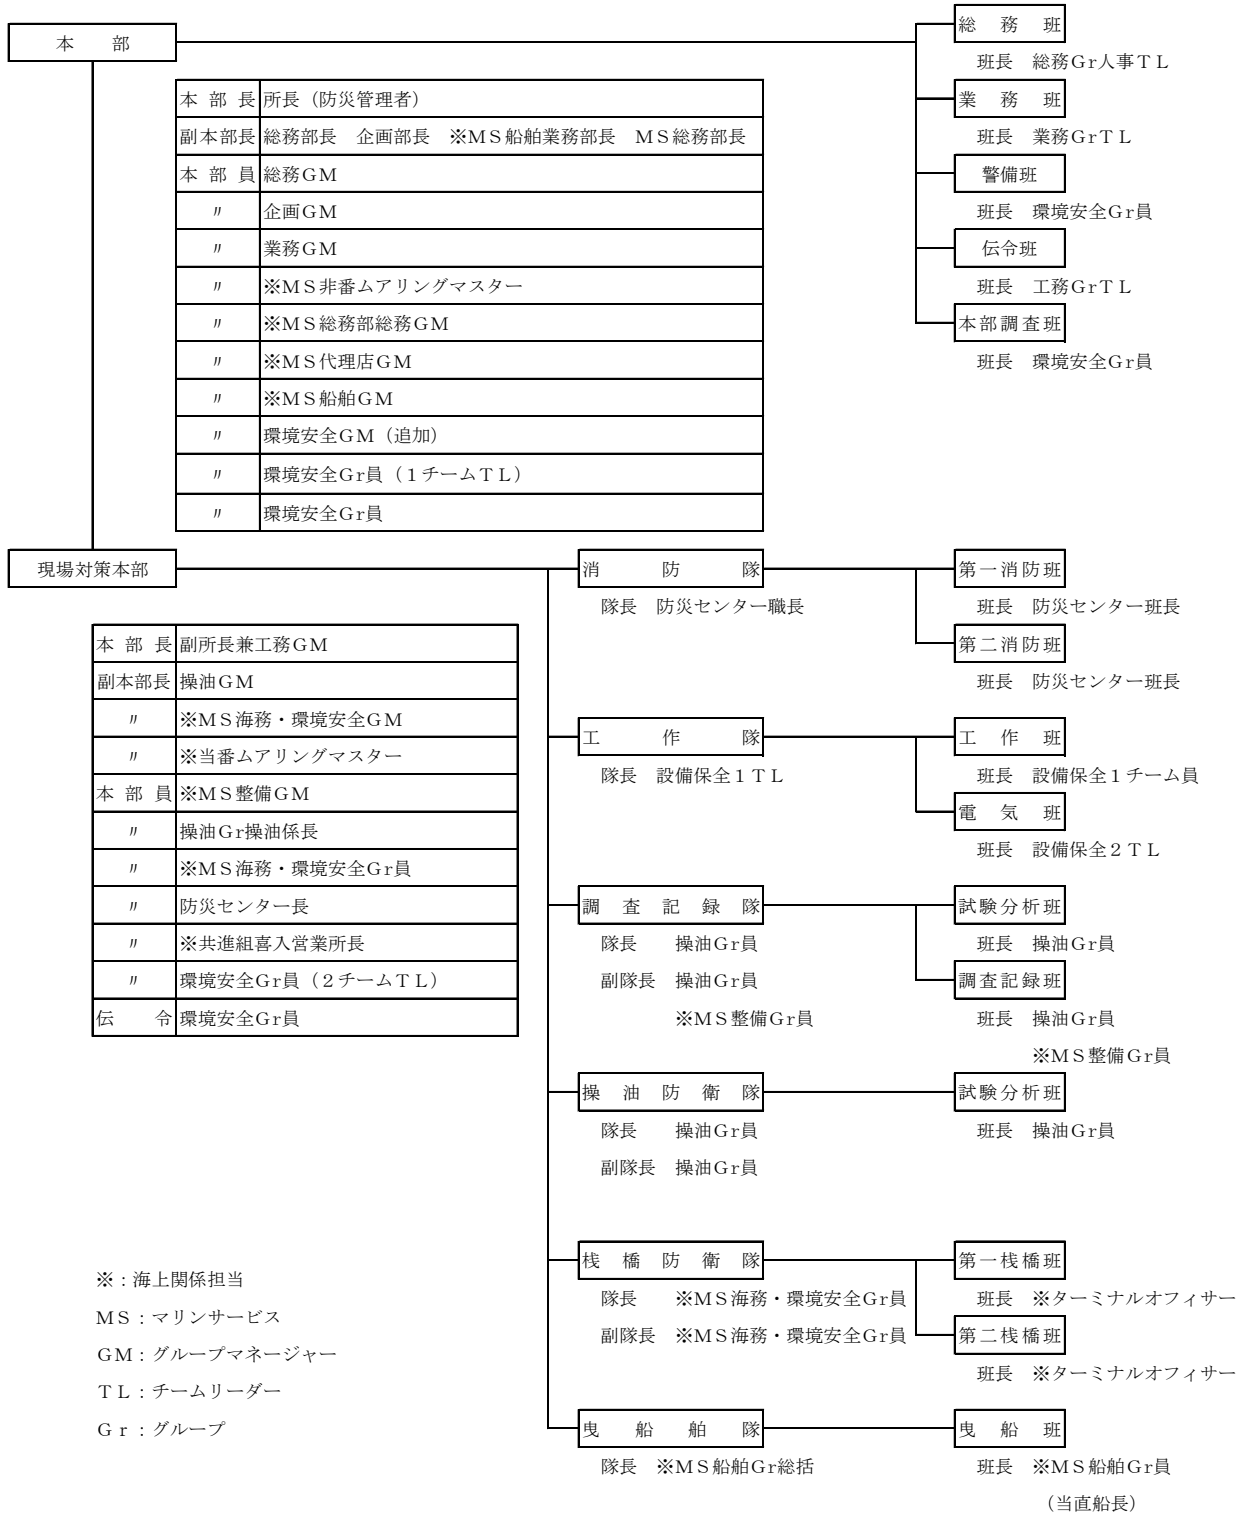 本部
総務班
班長　総務Gr人事TL
業務班
班長　業務GrTL
警備班
班長　環境安全Gr員
伝令班
班長　工務GrTL
本部調査班
班長　環境安全Gr員
本部長　所長（防災管理者）
副本部長　総務部長　企画部長　※MS船舶業務部長　MS総務部長
本部員　総務GM
〃　企画GM
〃　業務GM
〃　※MS非番ムアリングマスター
〃　※MS総務部総務GM
〃　※MS代理店GM
〃　※MS船舶GM
〃　環境安全GM（追加）
〃　環境安全Gr員（１チームTL）
〃　環境安全Gr員
現場対策本部
本部長　副所長兼工務GM
副本部長　操油GM
〃　※MS海務・環境安全GM
〃　※当番ムアリングマスター
本部員　※MS整備GM
〃　操油Gr操油係長
〃　※MS海務・環境安全Gr員
〃　防災センター長
〃　※共進組喜入営業所長
〃　環境安全Gr員（２チームTL）
伝令　環境安全Gr員
消防隊
隊長　防災センター職長
第一消防班
班長　防災センター班長
第二消防班
班長　防災センター班長
工作隊
隊長　設備保全１TL
工作班
班長　設備保全１チーム員
電気班
班長　設備保全２TL
調査記録隊
隊長　操油Gr員
副隊長　操油Gr員
※MS整備Gr員
試験分析班
班長　操油Gr員
調査記録班
班長　操油Gr員
※MS整備Gr員
操油防衛隊
隊長　操油Gr員
副隊長　操油Gr員
試験分析班
班長　操油Gr員
桟橋防衛隊
隊長　※MS海務・環境安全Gr員
副隊長　※MS海務・環境安全Gr員
第一桟橋班
班長　※ターミナルオフィサー
第二桟橋班
班長　※ターミナルオフィサー
曳船舶隊
隊長　※MS船舶Gr総括
曳船班
班長　※MS船舶Gr員
（当直船長）
※：海上関係担当
MS：マリンサービス
GM：グループマネージャー
TL：チームリーダー
Gr：グループ